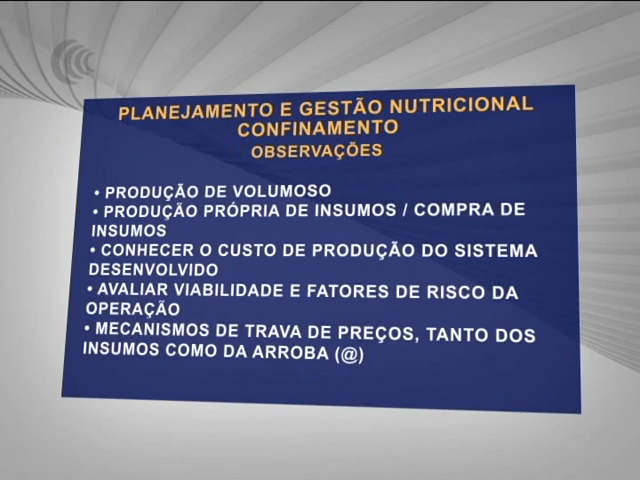 PLANEJAMENTO E GESTÃO NUTRICIONAL
CONFINAMENTO
OBSERVAÇÕES
• PRODUÇÃO DE VOLUMOSO
• PRODUÇÃO PRÓPRIA DE INSUMOS / COMPRA DE
INSUMOS
• CONHECER O CUSTO DE PRODUÇÃO DO SISTEMA
DESENVOLVIDO
• AVALIAR VIABILIDADE E FATORES DE RISCO DA
OPERAÇÃO
• MECANISMOS DE TRAVA DE PREÇOS, TANTO DOS
INSUMOS COMO DA ARROBA (@)